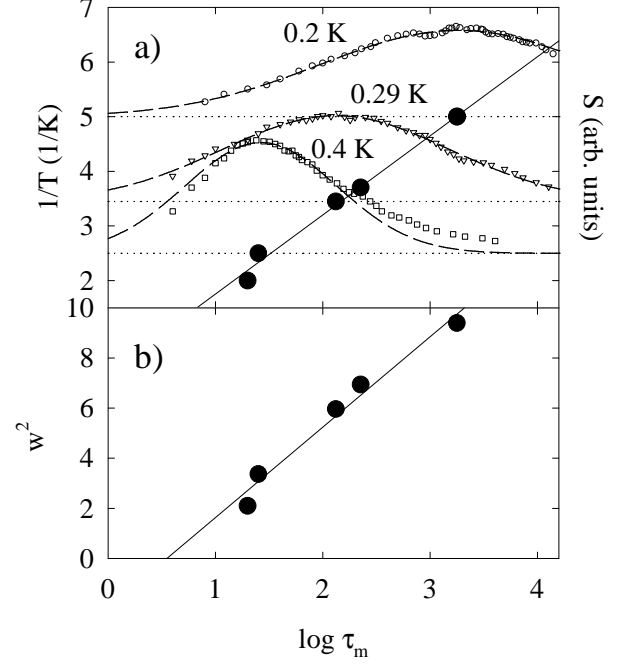 7
6
5
4
3
2
10
8
6
4
2
0
1/T (1/K)
S (arb. units)
a)
0.2 K
0.29 K
0.4 K
b)
w²
0 1 2 3 4
log τm